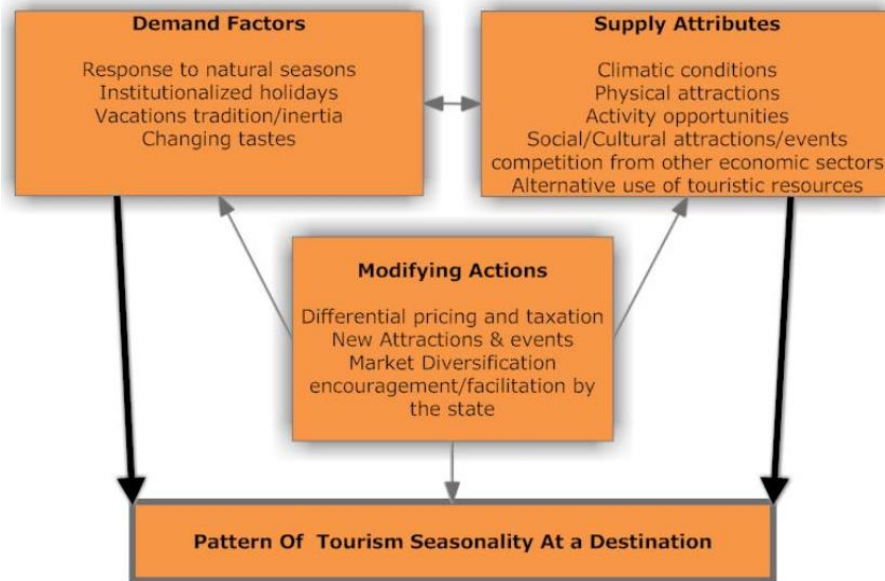 Demand Factors
Response to natural seasons
Institutionalized holidays
Vacations tradition/inertia
Changing tastes
Supply Attributes
Climatic conditions
Physical attractions
Activity opportunities
Social/Cultural attractions/events
competition from other economic sectors
Alternative use of touristic resources
Modifying Actions
Differential pricing and taxation
New Attractions & events
Market Diversification
encouragement/facilitation by
the state
Pattern Of Tourism Seasonality At a Destination